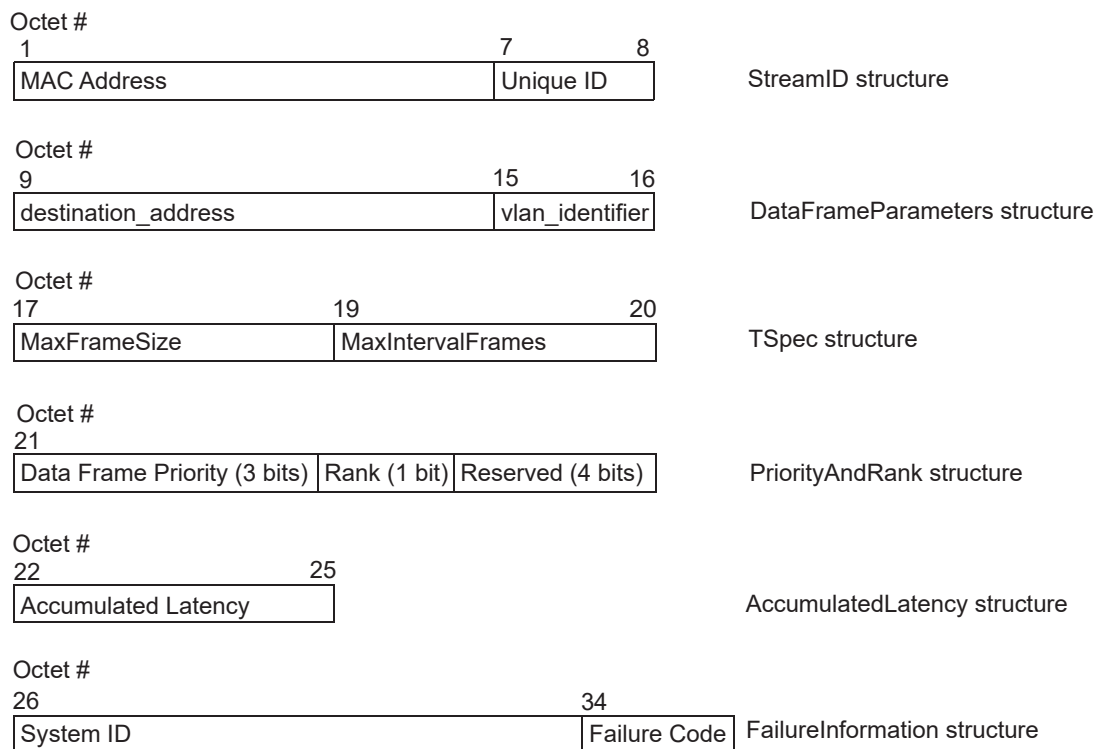 Octet #
1 7 8
MAC Address Unique ID StreamID structure
Octet #
9 15 16
destination_address vlan_identifier DataFrameParameters structure
Octet #
17 19 20
MaxFrameSize MaxIntervalFrames TSpec structure
Octet #
21
Data Frame Priority (3 bits) Rank (1 bit) Reserved (4 bits) PriorityAndRank structure
Octet #
22 25
Accumulated Latency AccumulatedLatency structure
Octet #
26 34
System ID Failure Code FailureInformation structure